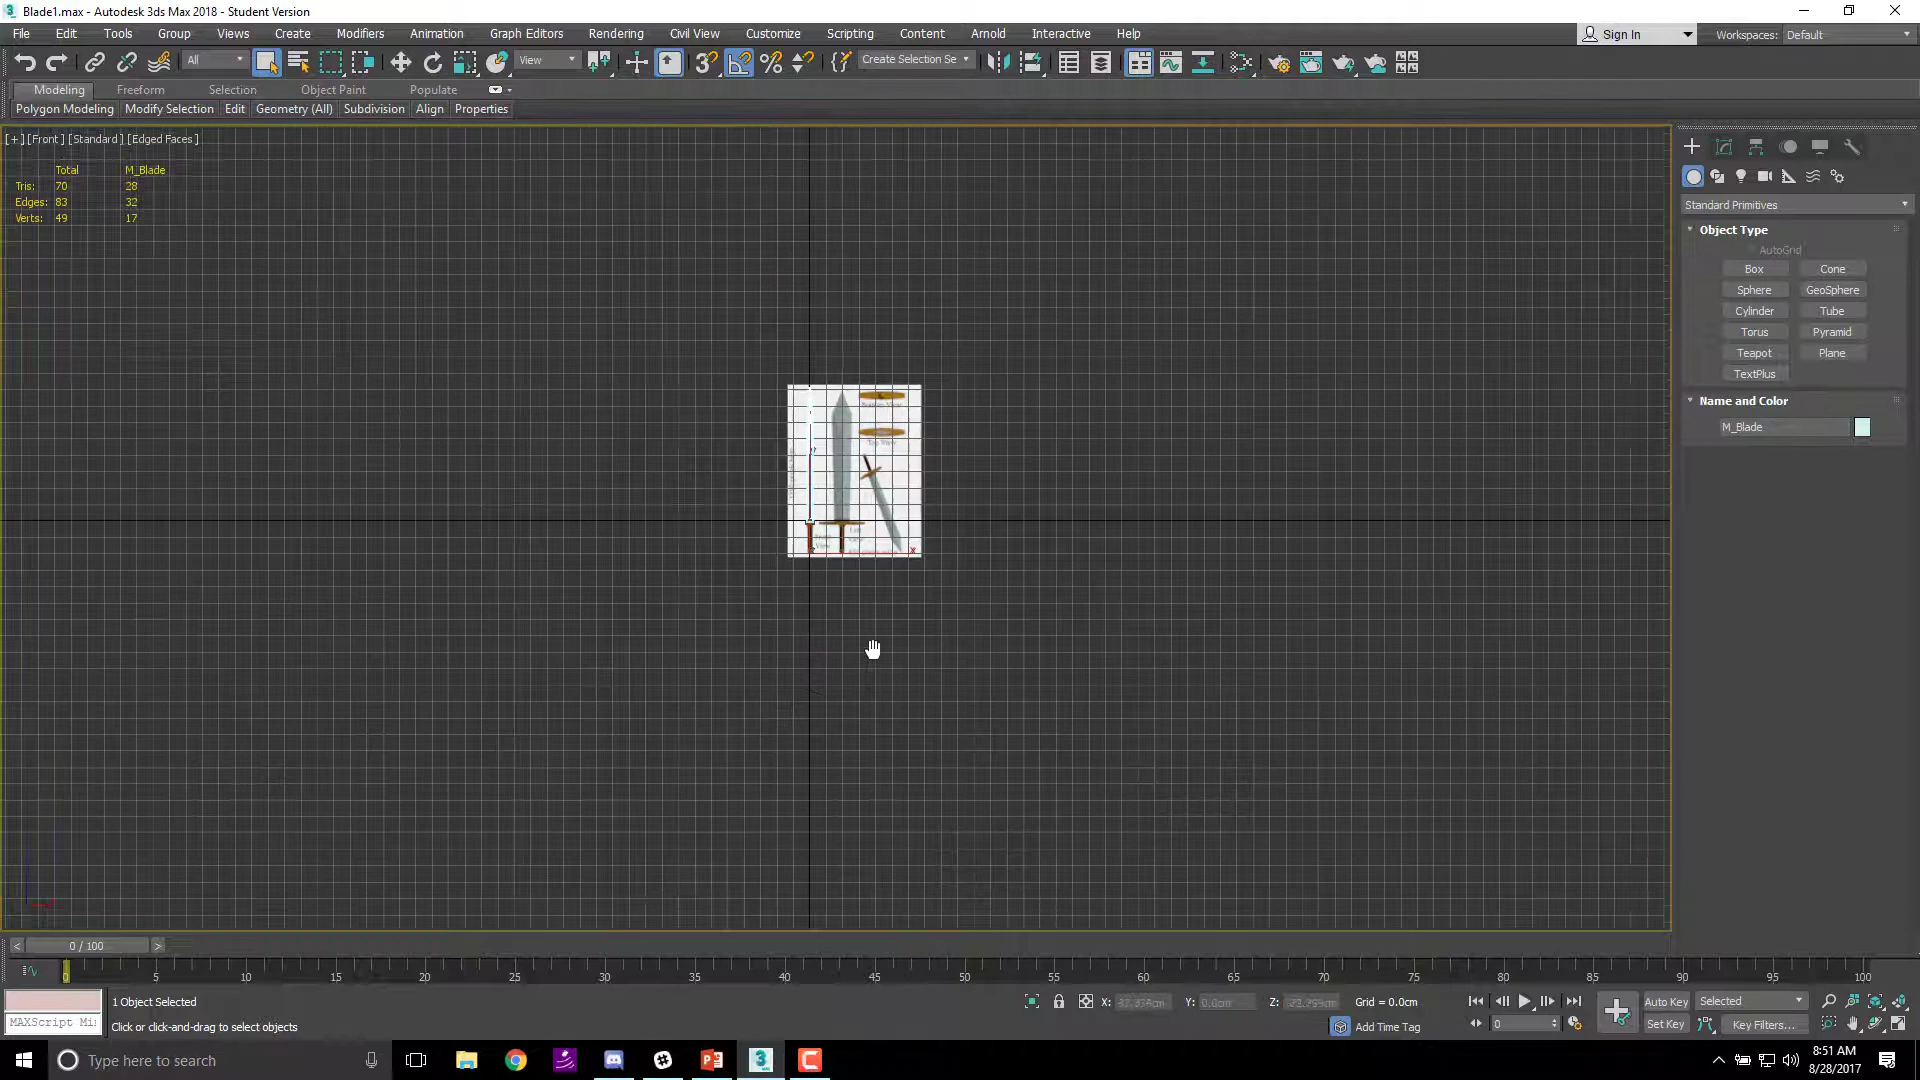 Blade1.max - Autodesk 3ds Max 2018 - Student Version
File Edit Tools Group Views Create Modifiers Animation Graph Editors Rendering Civil View Customize Scripting Content Arnold Interactive Help
Sign In
Workspaces: Default
All
View
3
Create Selection Se
Modeling Freeform Selection Object Paint Populate
Polygon Modeling Modify Selection Edit Geometry (All) Subdivision Align Properties
[+] [Front ] [Standard ] [Edged Faces ]
Total M_Blade
Tris: 70 28
Edges: 83 32
Verts: 49 17
Standard Primitives
Object Type
AutoGrid
Box Cone
Sphere GeoSphere
Cylinder Tube
Torus Pyramid
Teapot Plane
TextPlus
Name and Color
M_Blade
x
< 0 / 100 >
0 5 10 15 20 25 30 35 40 45 50 55 60 65 70 75 80 85 90 95 100
1 Object Selected
X: Y: 0.0cm Z: Grid = 0.0cm
Auto Key Selected
MAXScript Mi:
Click or click-and-drag to select objects
Add Time Tag
0
Set Key Key Filters...
Type here to search
8:51 AM
8/28/2017